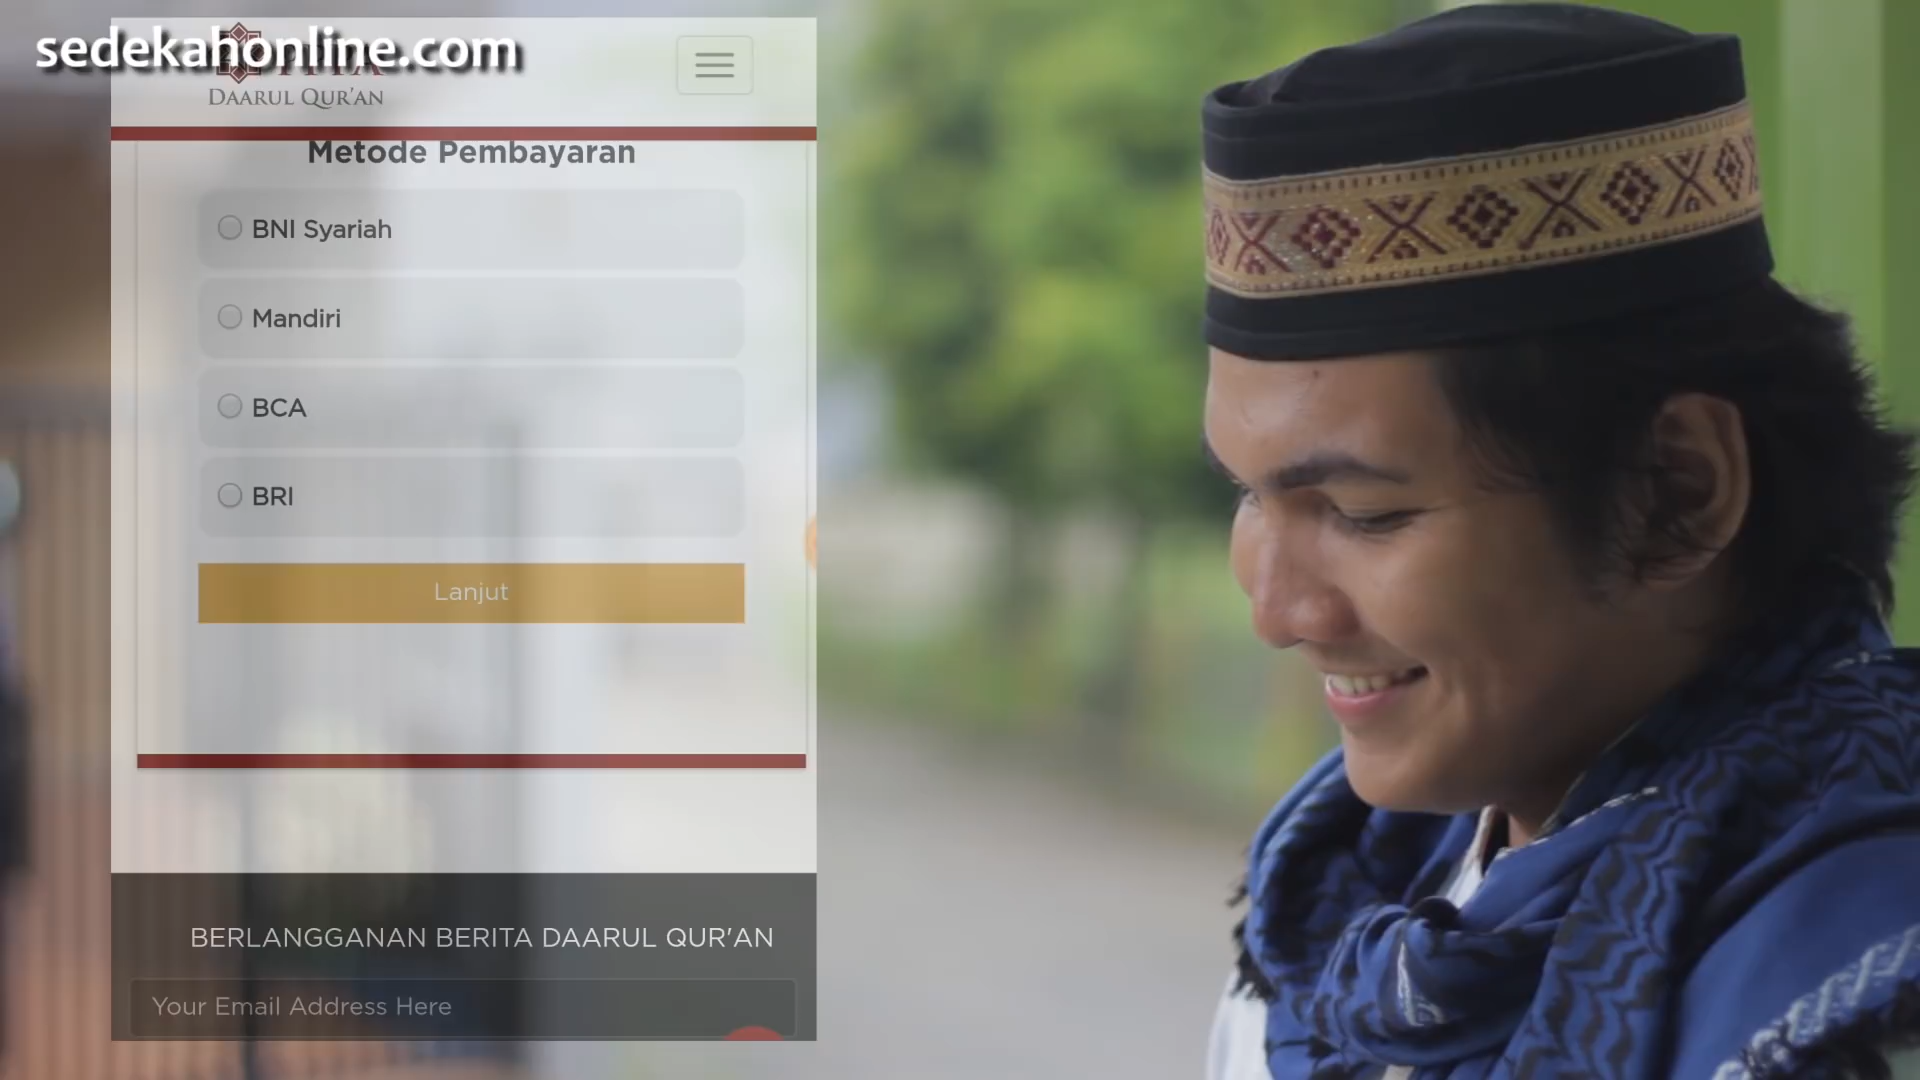 sedekahonline.com
DAARUL QUR'AN
Metode Pembayaran
BNI Syariah
Mandiri
BCA
BRI
Lanjut
BERLANGGANAN BERITA DAARUL QUR'AN
Your Email Address Here